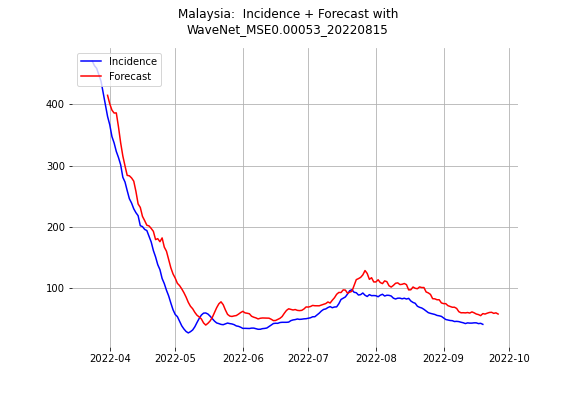 Malaysia:  Incidence + Forecast with
WaveNet_MSE0.00053_20220815
Incidence
Forecast
400
300
200
100
2022-04 2022-05 2022-06 2022-07 2022-08 2022-09 2022-10